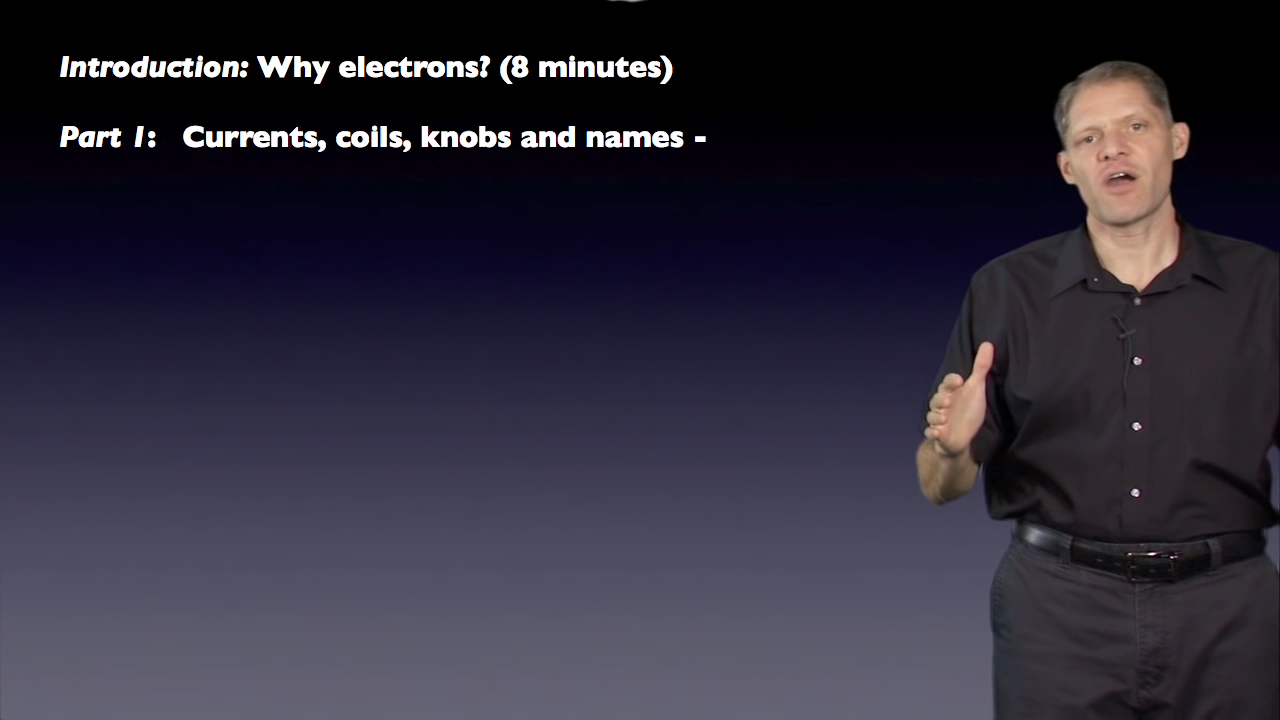 Introduction: Why electrons? (8 minutes)
Part 1: Currents, coils, knobs and names -